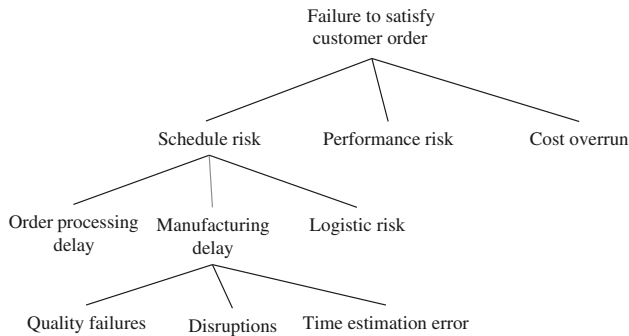 Failure to satisfy
customer order
Schedule risk
Performance risk
Cost overrun
Order processing
delay
Manufacturing
delay
Logistic risk
Quality failures
Disruptions
Time estimation error